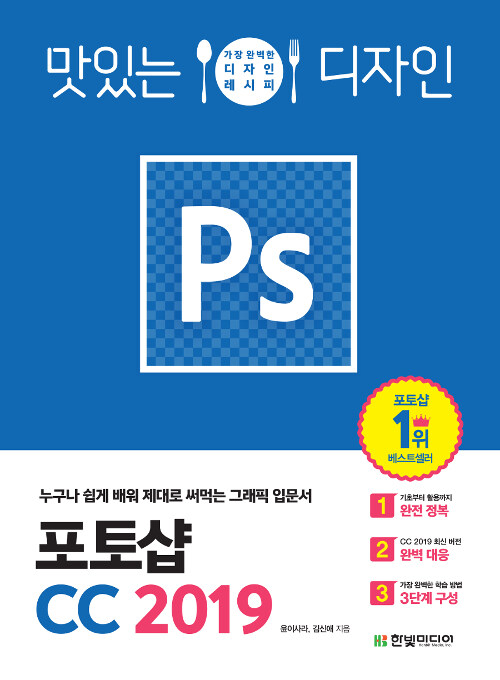 맛있는 디자인
가장 완벽한
디자인
레시피
Ps
포토샵
1위
베스트셀러
누구나 쉽게 배워 제대로 써먹는 그래픽 입문서
포토샵
CC 2019
윤이사라, 김신애 지음
1 기초부터 활용까지
완전 정복
2 CC 2019 최신 버전
완벽 대응
3 가장 완벽한 학습 방법
3단계 구성
HB 한빛미디어
Hanbit Media, Inc.